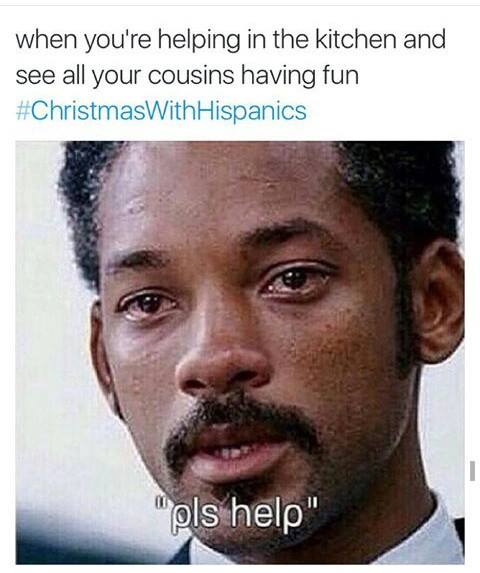 when you're helping in the kitchen and
see all your cousins having fun
#ChristmasWithHispanics
"pls help"